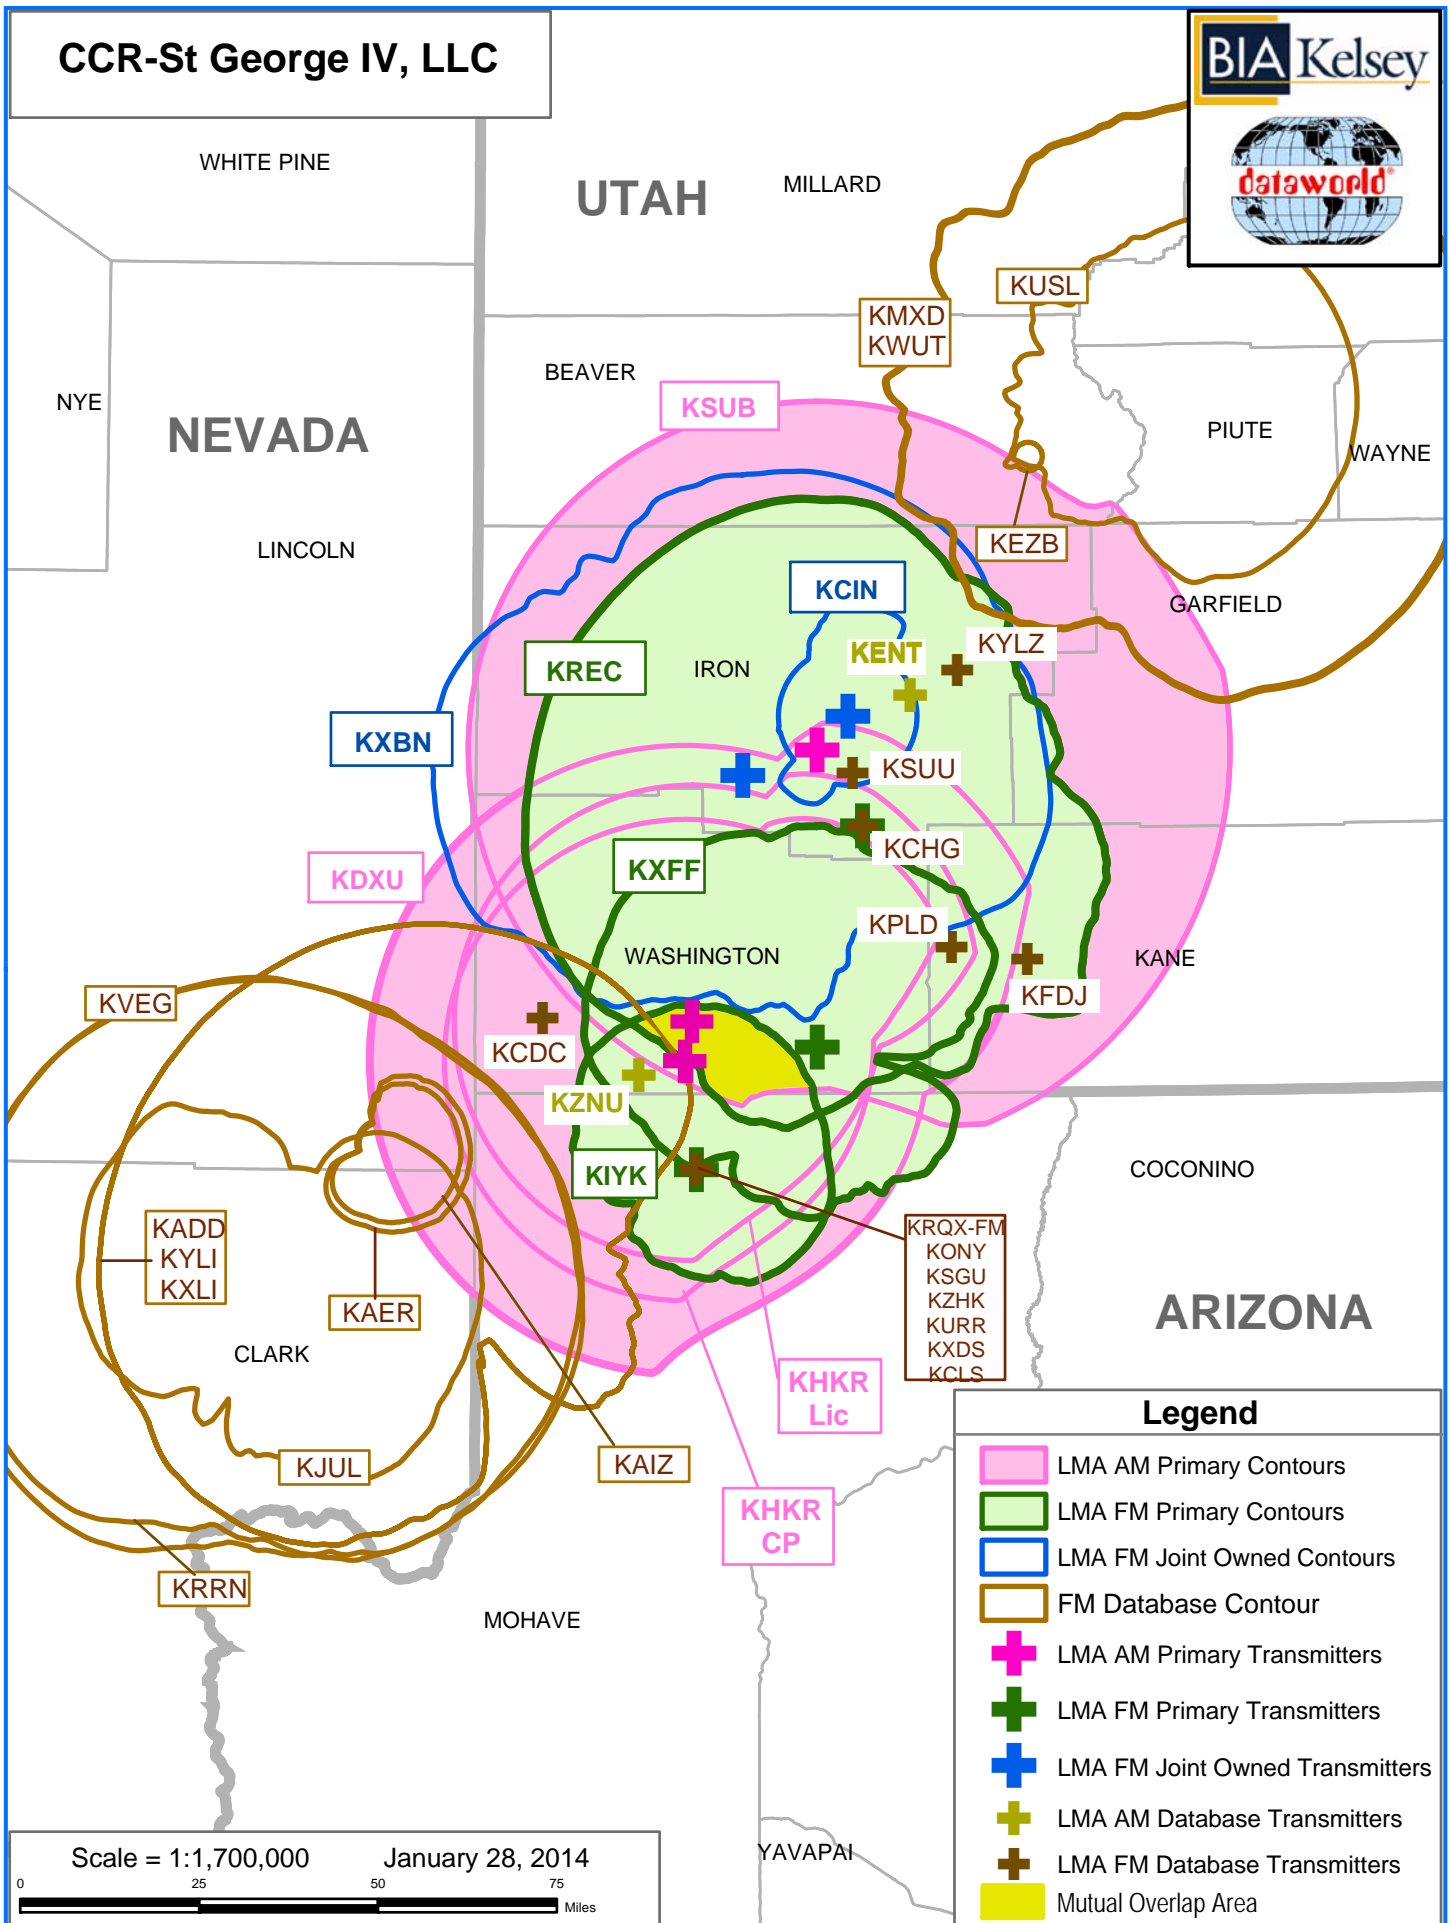 CCR-St George IV, LLC
BIA Kelsey
dataworld®
WHITE PINE
UTAH
MILLARD
KUSL
KMXD
KWUT
BEAVER
NYE
KSUB
NEVADA
PIUTE
WAYNE
LINCOLN
KEZB
KCIN
GARFIELD
KENT
KYLZ
KREC
IRON
KXBN
KSUU
KCHG
KXFF
KDXU
KPLD
WASHINGTON
KANE
KVEG
KFDJ
KCDC
KZNU
KIYK
COCONINO
KADD
KYLI
KXLI
KRQX-FM
KONY
KSGU
KZHK
KURR
KXDS
KCLS
KAER
ARIZONA
CLARK
KHKR
Lic
KJUL
KAIZ
KHKR
CP
KRRN
MOHAVE
YAVAPAI
Legend
LMA AM Primary Contours
LMA FM Primary Contours
LMA FM Joint Owned Contours
FM Database Contour
LMA AM Primary Transmitters
LMA FM Primary Transmitters
LMA FM Joint Owned Transmitters
LMA AM Database Transmitters
LMA FM Database Transmitters
Mutual Overlap Area
Scale = 1:1,700,000 January 28, 2014
0 25 50 75
Miles